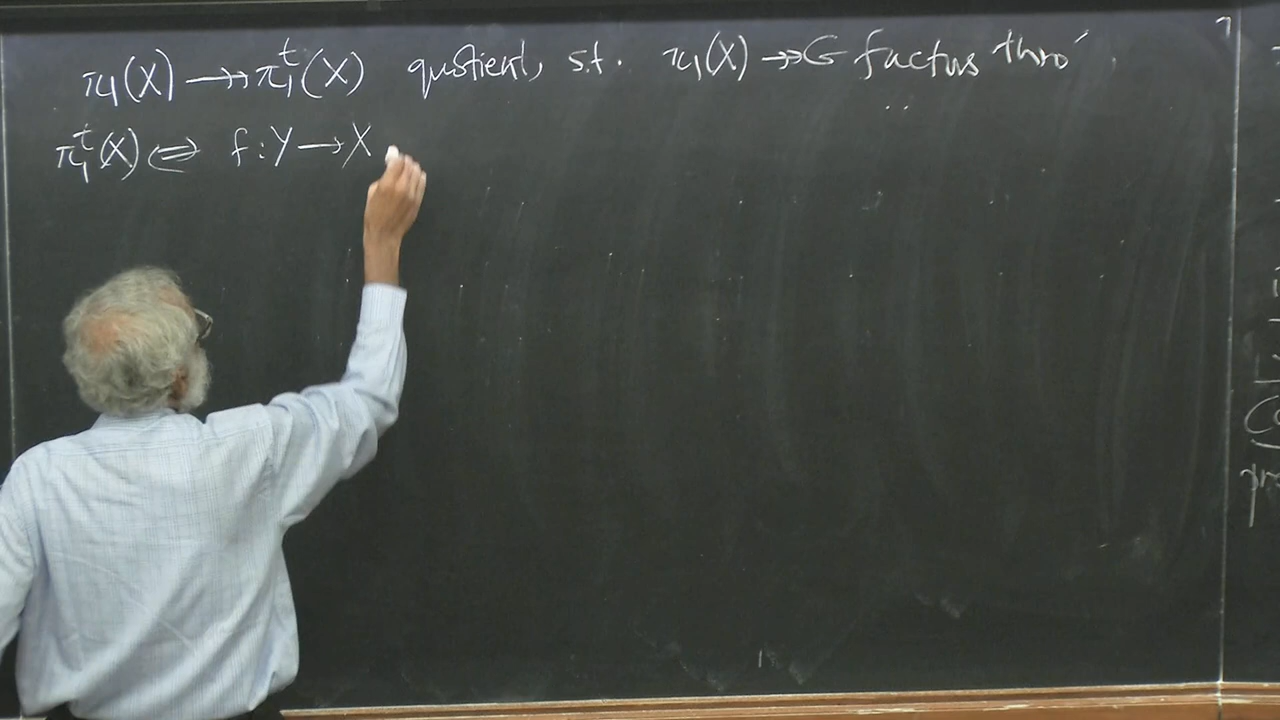 π₁(X) ↠ π₁ᵗ(X) quotient, s.t. π₁(X) ↠ G factors thro'
π₁ᵗ(X) ⇔ f : Y → X